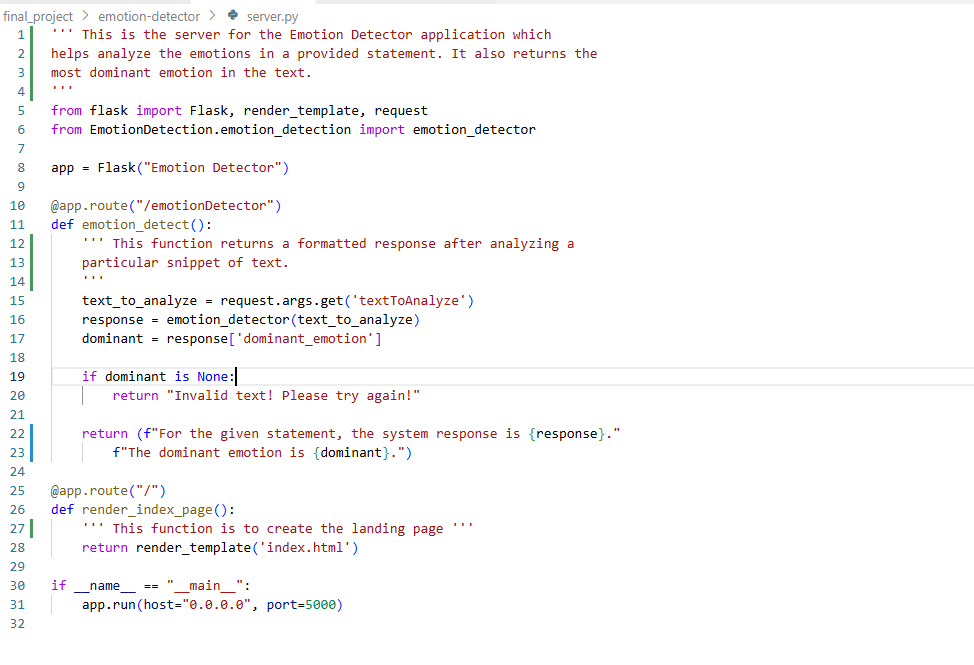 final_project > emotion-detector > server.py
1 ''' This is the server for the Emotion Detector application which
2 helps analyze the emotions in a provided statement. It also returns the
3 most dominant emotion in the text.
4 '''
5 from flask import Flask, render_template, request
6 from EmotionDetection.emotion_detection import emotion_detector
7
8 app = Flask("Emotion Detector")
9
10 @app.route("/emotionDetector")
11 def emotion_detect():
12     ''' This function returns a formatted response after analyzing a
13     particular snippet of text.
14     '''
15     text_to_analyze = request.args.get('textToAnalyze')
16     response = emotion_detector(text_to_analyze)
17     dominant = response['dominant_emotion']
18
19     if dominant is None:
20         return "Invalid text! Please try again!"
21
22     return (f"For the given statement, the system response is {response}."
23         f"The dominant emotion is {dominant}.")
24
25 @app.route("/")
26 def render_index_page():
27     ''' This function is to create the landing page '''
28     return render_template('index.html')
29
30 if __name__ == "__main__":
31     app.run(host="0.0.0.0", port=5000)
32